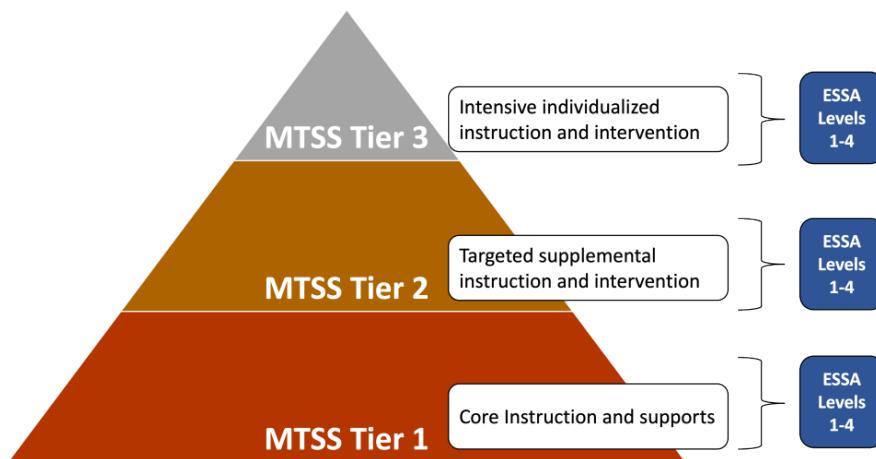 MTSS Tier 3
Intensive individualized
instruction and intervention
ESSA
Levels
1-4
MTSS Tier 2
Targeted supplemental
instruction and intervention
ESSA
Levels
1-4
MTSS Tier 1
Core Instruction and supports
ESSA
Levels
1-4